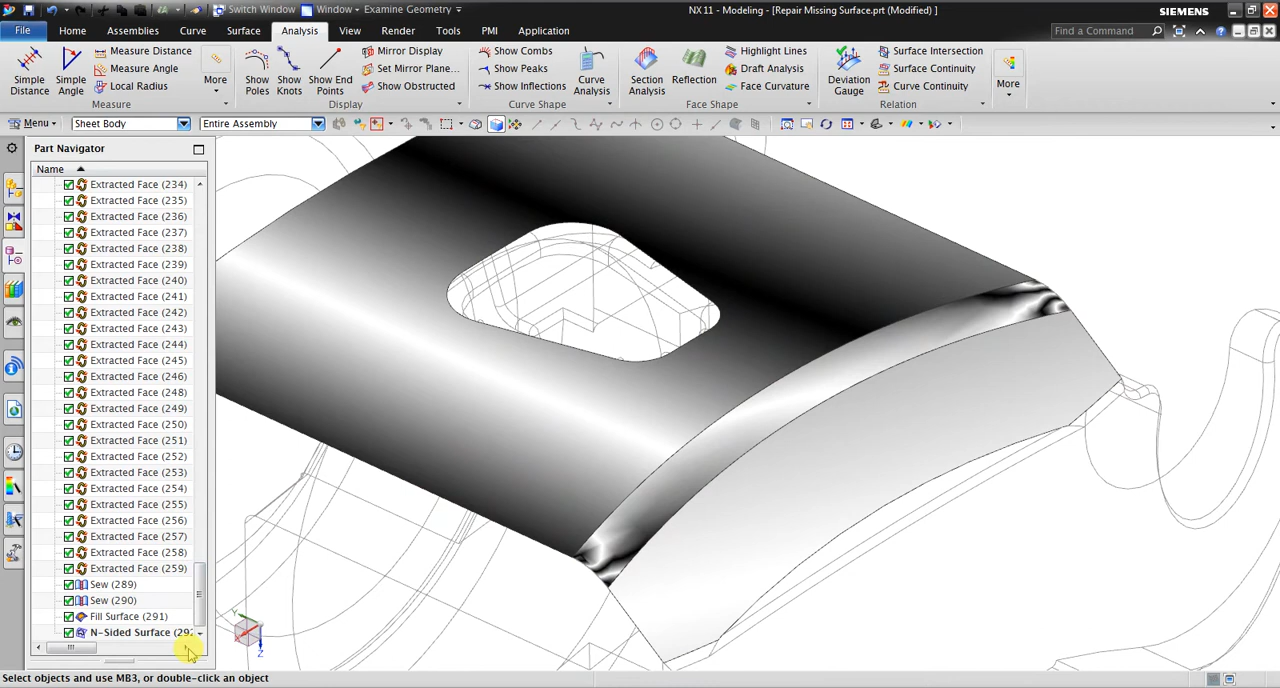 Switch Window Window Examine Geometry NX 11 - Modeling - [Repair Missing Surface.prt (Modified) ] SIEMENS
File Home Assemblies Curve Surface Analysis View Render Tools PMI Application Find a Command
Simple Distance
Simple Angle
Measure Distance
Measure Angle
Local Radius
More
Measure
Show Poles
Show Knots
Show End Points
Mirror Display
Set Mirror Plane...
Show Obstructed
Display
Show Combs
Show Peaks
Show Inflections
Curve Analysis
Curve Shape
Section Analysis
Reflection
Highlight Lines
Draft Analysis
Face Curvature
Face Shape
Deviation Gauge
Surface Intersection
Surface Continuity
Curve Continuity
Relation
More
Menu Sheet Body Entire Assembly
Part Navigator
Name
Extracted Face (234)
Extracted Face (235)
Extracted Face (236)
Extracted Face (237)
Extracted Face (238)
Extracted Face (239)
Extracted Face (240)
Extracted Face (241)
Extracted Face (242)
Extracted Face (243)
Extracted Face (244)
Extracted Face (245)
Extracted Face (246)
Extracted Face (248)
Extracted Face (249)
Extracted Face (250)
Extracted Face (251)
Extracted Face (252)
Extracted Face (253)
Extracted Face (254)
Extracted Face (255)
Extracted Face (256)
Extracted Face (257)
Extracted Face (258)
Extracted Face (259)
Sew (289)
Sew (290)
Fill Surface (291)
N-Sided Surface (292
Y
X
Z
Select objects and use MB3, or double-click an object